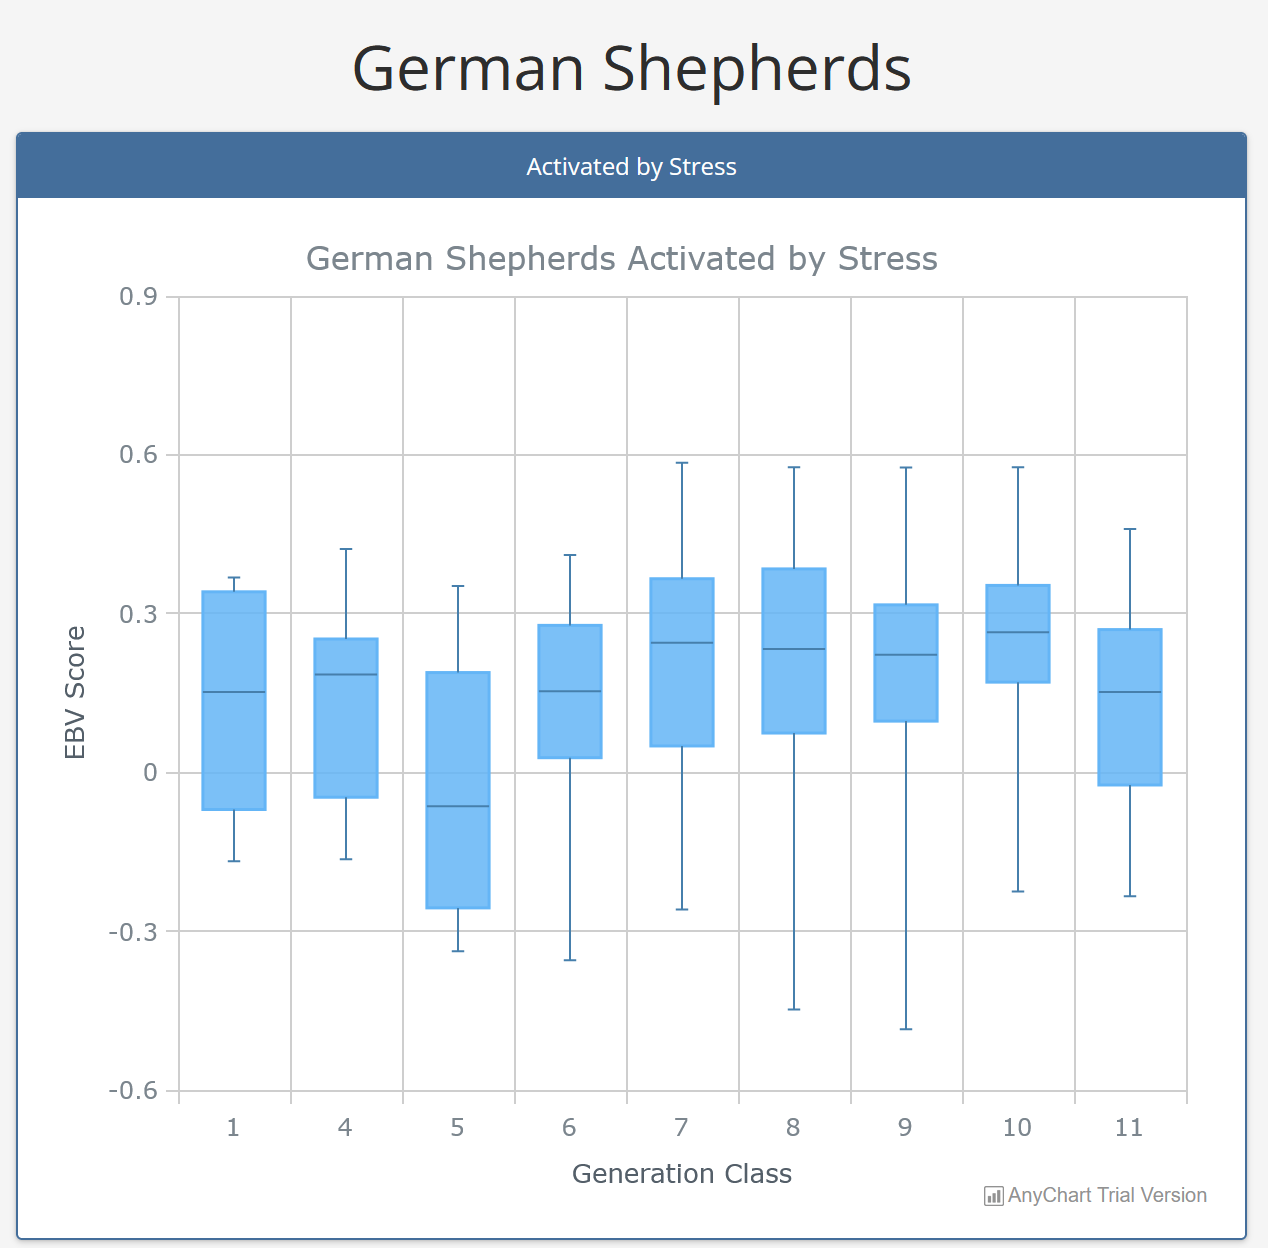 German Shepherds
Activated by Stress
German Shepherds Activated by Stress
0.9
0.6
0.3
0
-0.3
-0.6
EBV Score
1 4 5 6 7 8 9 10 11
Generation Class
AnyChart Trial Version